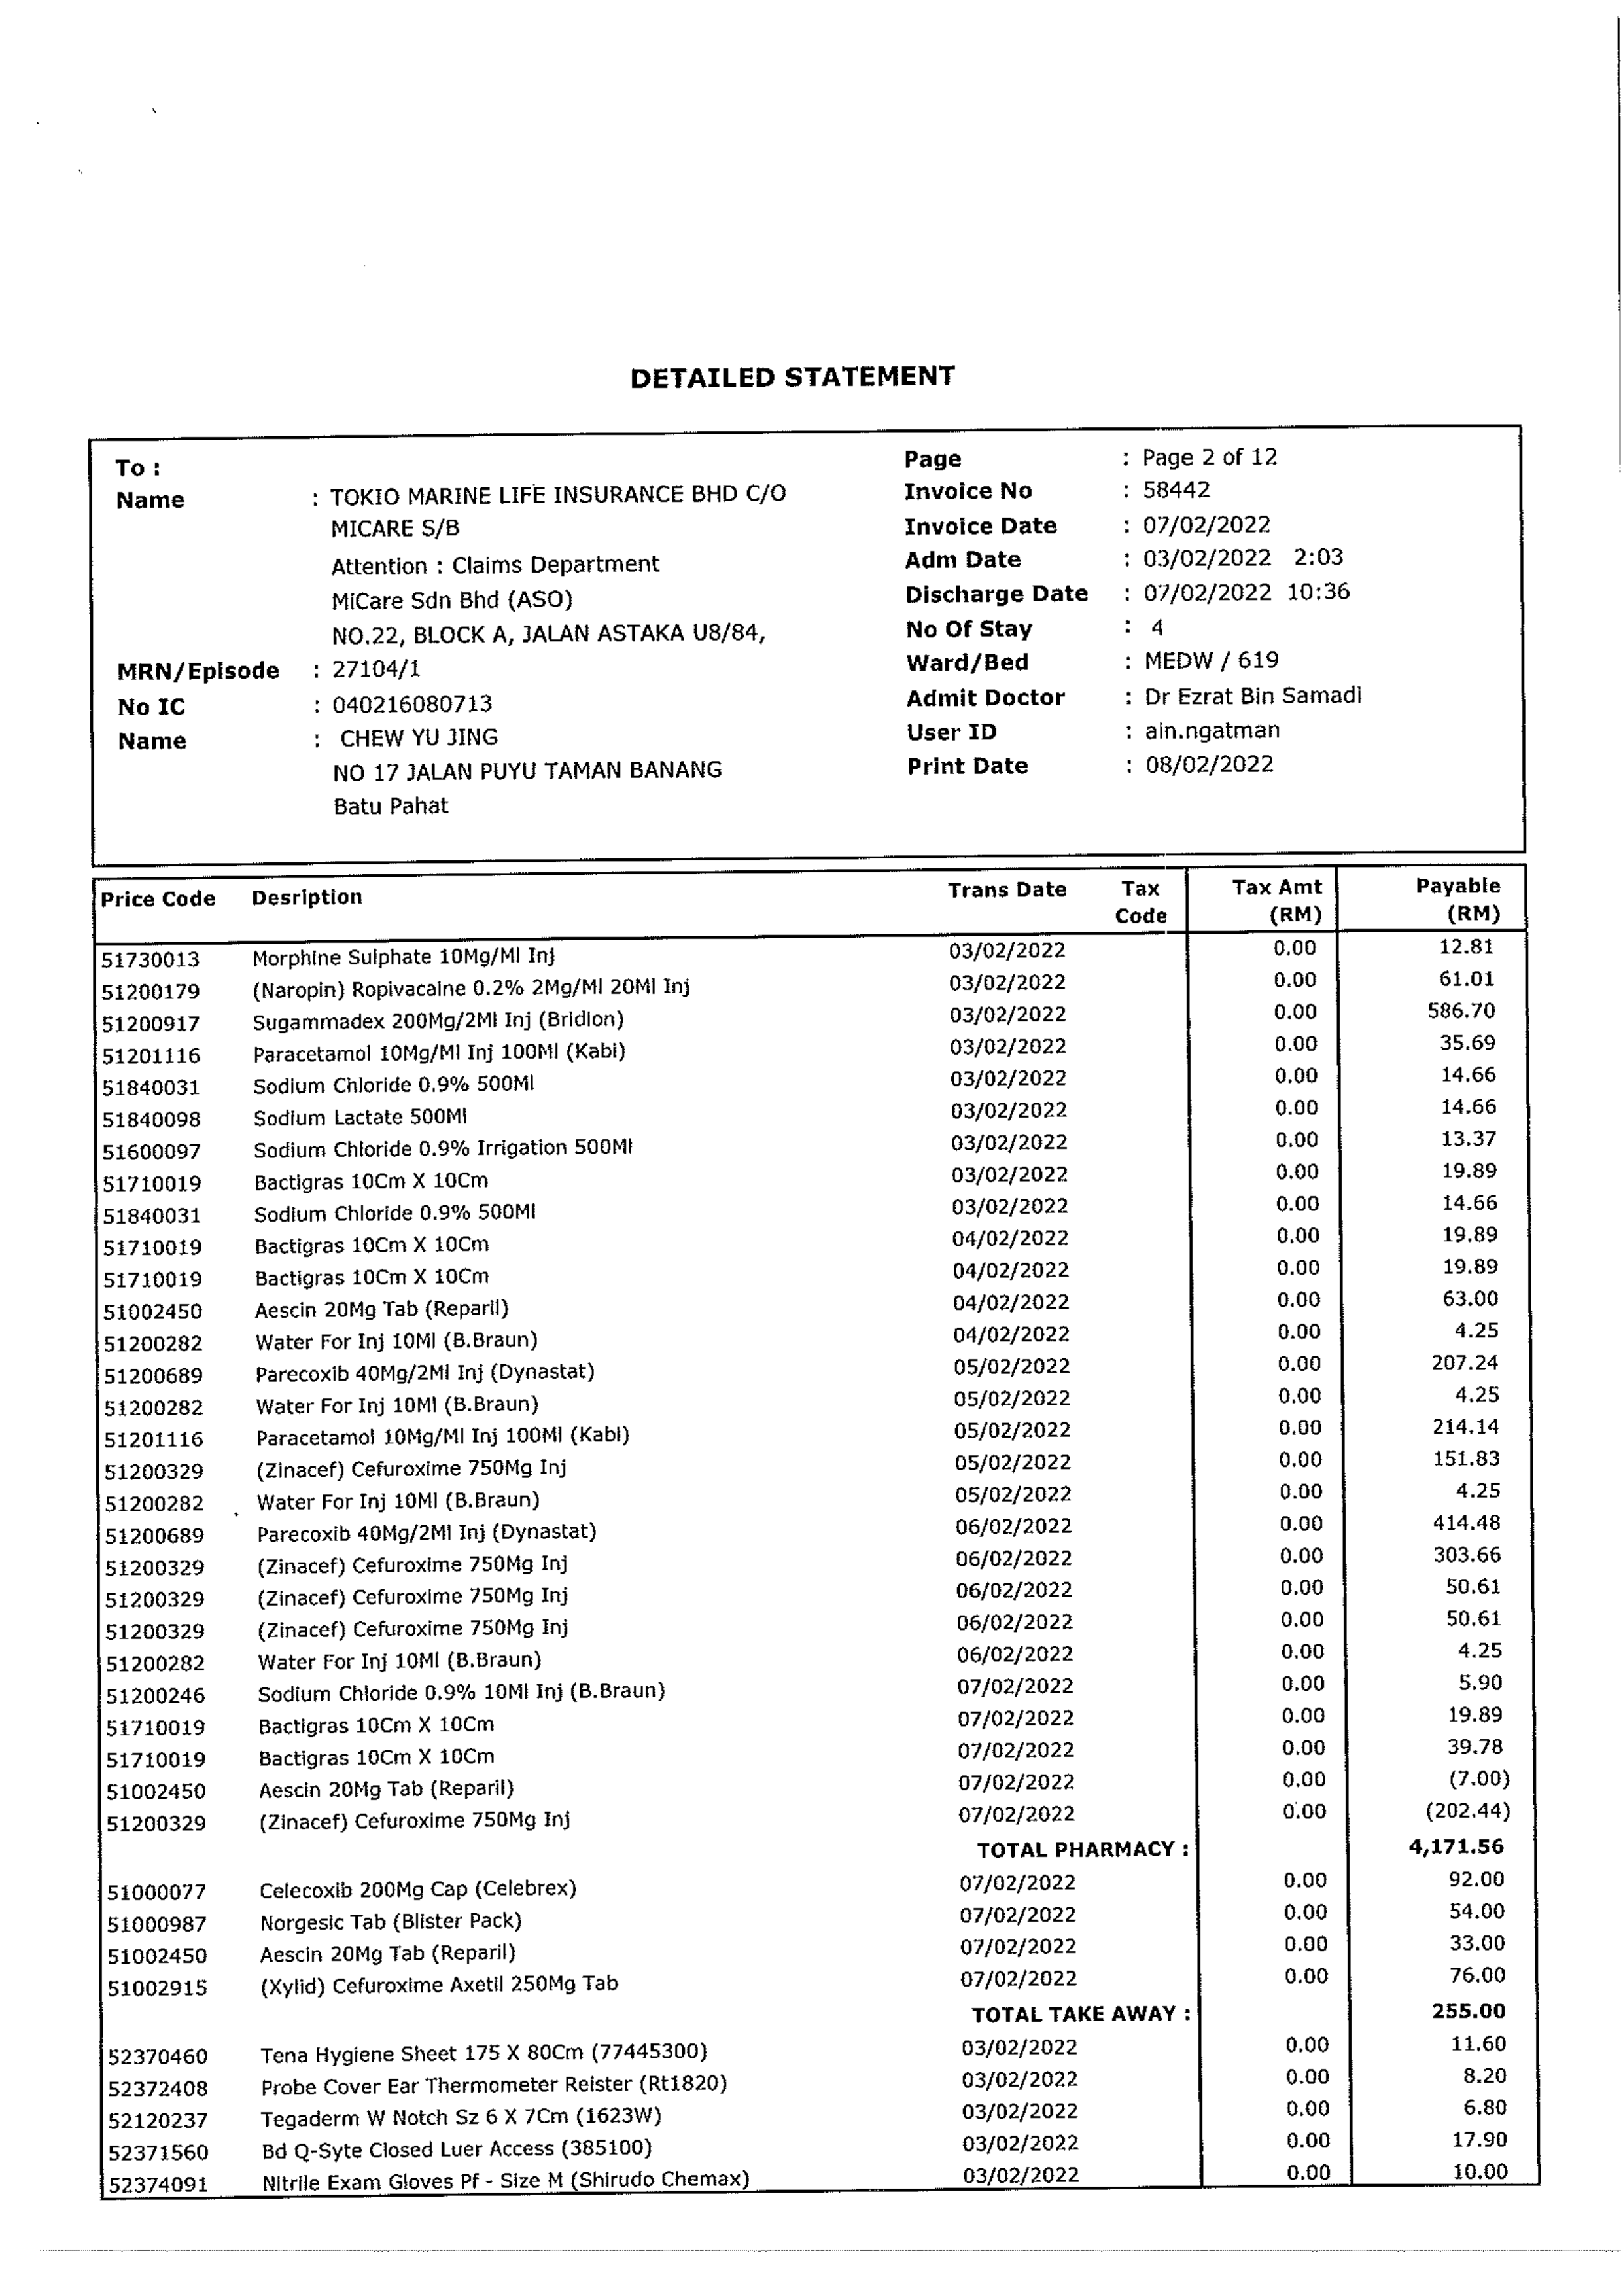 DETAILED STATEMENT
To :
Name : TOKIO MARINE LIFE INSURANCE BHD C/O
MICARE S/B
Attention : Claims Department
MiCare Sdn Bhd (ASO)
NO.22, BLOCK A, JALAN ASTAKA U8/84,
MRN/Episode : 27104/1
No IC : 040216080713
Name : CHEW YU JING
NO 17 JALAN PUYU TAMAN BANANG
Batu Pahat
Page : Page 2 of 12
Invoice No : 58442
Invoice Date : 07/02/2022
Adm Date : 03/02/2022 2:03
Discharge Date : 07/02/2022 10:36
No Of Stay : 4
Ward/Bed : MEDW / 619
Admit Doctor : Dr Ezrat Bin Samadi
User ID : ain.ngatman
Print Date : 08/02/2022
Price Code Desription Trans Date Tax Code Tax Amt (RM) Payable (RM)
51730013 Morphine Sulphate 10Mg/Ml Inj 03/02/2022 0.00 12.81
51200179 (Naropin) Ropivacaine 0.2% 2Mg/Ml 20Ml Inj 03/02/2022 0.00 61.01
51200917 Sugammadex 200Mg/2Ml Inj (Bridion) 03/02/2022 0.00 586.70
51201116 Paracetamol 10Mg/Ml Inj 100Ml (Kabi) 03/02/2022 0.00 35.69
51840031 Sodium Chloride 0.9% 500Ml 03/02/2022 0.00 14.66
51840098 Sodium Lactate 500Ml 03/02/2022 0.00 14.66
51600097 Sodium Chloride 0.9% Irrigation 500Ml 03/02/2022 0.00 13.37
51710019 Bactigras 10Cm X 10Cm 03/02/2022 0.00 19.89
51840031 Sodium Chloride 0.9% 500Ml 03/02/2022 0.00 14.66
51710019 Bactigras 10Cm X 10Cm 04/02/2022 0.00 19.89
51710019 Bactigras 10Cm X 10Cm 04/02/2022 0.00 19.89
51002450 Aescin 20Mg Tab (Reparil) 04/02/2022 0.00 63.00
51200282 Water For Inj 10Ml (B.Braun) 04/02/2022 0.00 4.25
51200689 Parecoxib 40Mg/2Ml Inj (Dynastat) 05/02/2022 0.00 207.24
51200282 Water For Inj 10Ml (B.Braun) 05/02/2022 0.00 4.25
51201116 Paracetamol 10Mg/Ml Inj 100Ml (Kabi) 05/02/2022 0.00 214.14
51200329 (Zinacef) Cefuroxime 750Mg Inj 05/02/2022 0.00 151.83
51200282 Water For Inj 10Ml (B.Braun) 05/02/2022 0.00 4.25
51200689 Parecoxib 40Mg/2Ml Inj (Dynastat) 06/02/2022 0.00 414.48
51200329 (Zinacef) Cefuroxime 750Mg Inj 06/02/2022 0.00 303.66
51200329 (Zinacef) Cefuroxime 750Mg Inj 06/02/2022 0.00 50.61
51200329 (Zinacef) Cefuroxime 750Mg Inj 06/02/2022 0.00 50.61
51200282 Water For Inj 10Ml (B.Braun) 06/02/2022 0.00 4.25
51200246 Sodium Chloride 0.9% 10Ml Inj (B.Braun) 07/02/2022 0.00 5.90
51710019 Bactigras 10Cm X 10Cm 07/02/2022 0.00 19.89
51710019 Bactigras 10Cm X 10Cm 07/02/2022 0.00 39.78
51002450 Aescin 20Mg Tab (Reparil) 07/02/2022 0.00 (7.00)
51200329 (Zinacef) Cefuroxime 750Mg Inj 07/02/2022 0.00 (202.44)
TOTAL PHARMACY : 4,171.56
51000077 Celecoxib 200Mg Cap (Celebrex) 07/02/2022 0.00 92.00
51000987 Norgesic Tab (Blister Pack) 07/02/2022 0.00 54.00
51002450 Aescin 20Mg Tab (Reparil) 07/02/2022 0.00 33.00
51002915 (Xylid) Cefuroxime Axetil 250Mg Tab 07/02/2022 0.00 76.00
TOTAL TAKE AWAY : 255.00
52370460 Tena Hygiene Sheet 175 X 80Cm (77445300) 03/02/2022 0.00 11.60
52372408 Probe Cover Ear Thermometer Reister (Rt1820) 03/02/2022 0.00 8.20
52120237 Tegaderm W Notch Sz 6 X 7Cm (1623W) 03/02/2022 0.00 6.80
52371560 Bd Q-Syte Closed Luer Access (385100) 03/02/2022 0.00 17.90
52374091 Nitrile Exam Gloves Pf - Size M (Shirudo Chemax) 03/02/2022 0.00 10.00